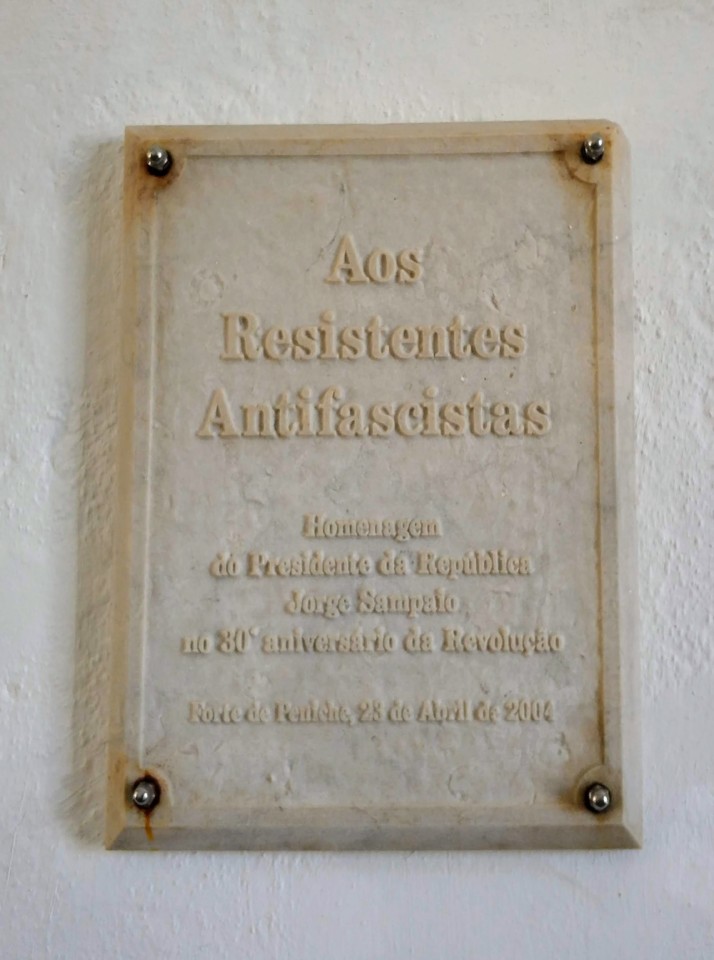 Aos
Resistentes
Antifascistas
Homenagem
do Presidente da República
Jorge Sampaio
no 30° aniversário da Revolução
Forte de Peniche, 23 de Abril de 2004